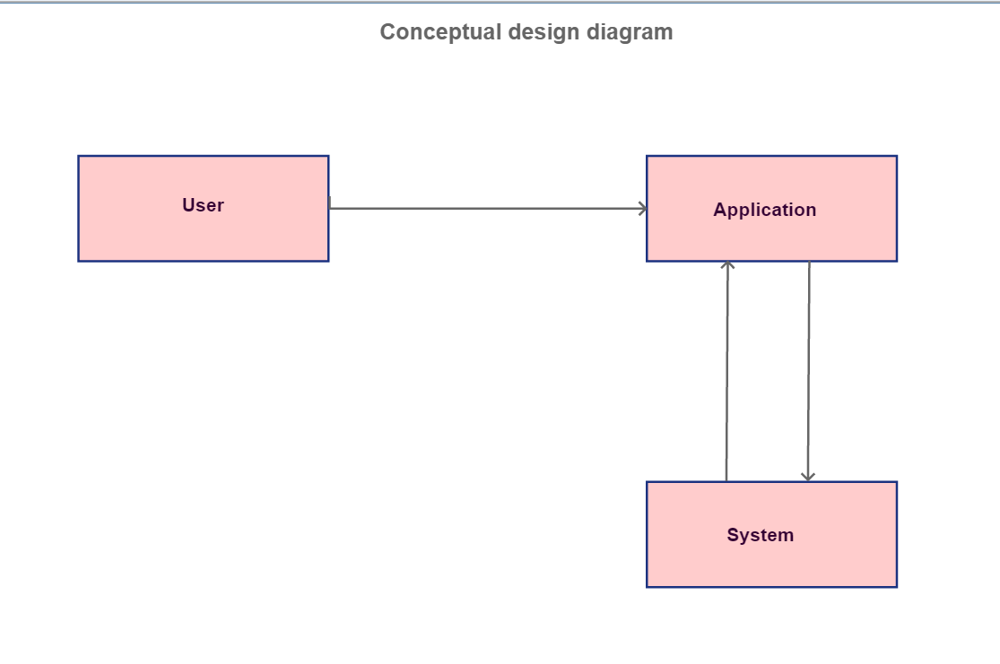 Conceptual design diagram
User
Application
System